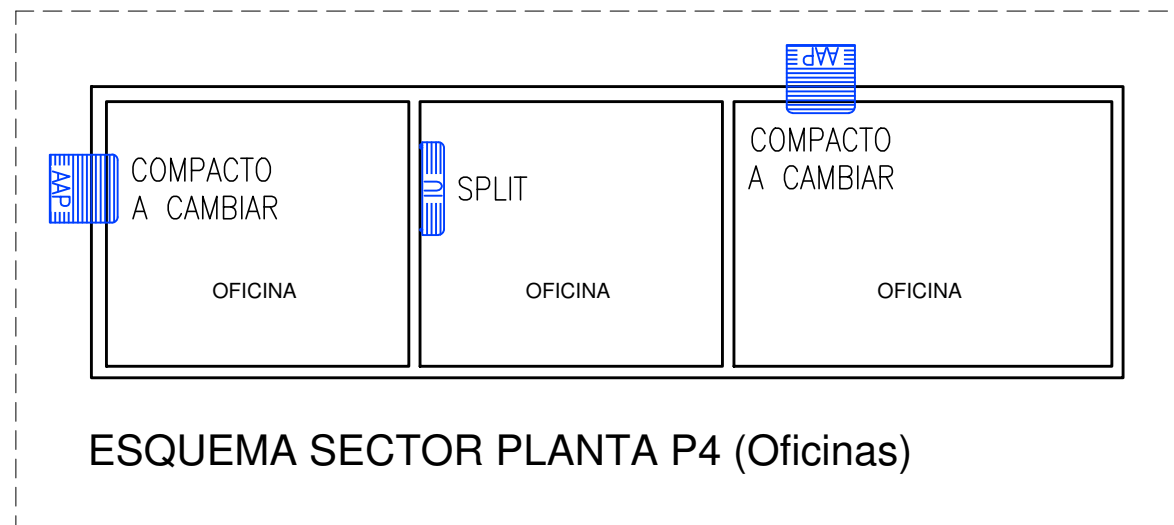 AAP
COMPACTO
A CAMBIAR
AAP
COMPACTO
A CAMBIAR
UI
SPLIT
OFICINA
OFICINA
OFICINA
ESQUEMA SECTOR PLANTA P4 (Oficinas)